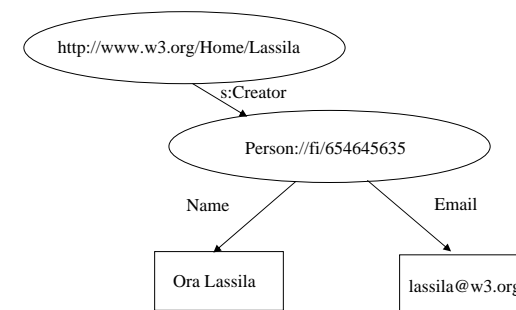 http://www.w3.org/Home/Lassila
s:Creator
Person://fi/654645635
Name
Email
Ora Lassila
lassila@w3.org